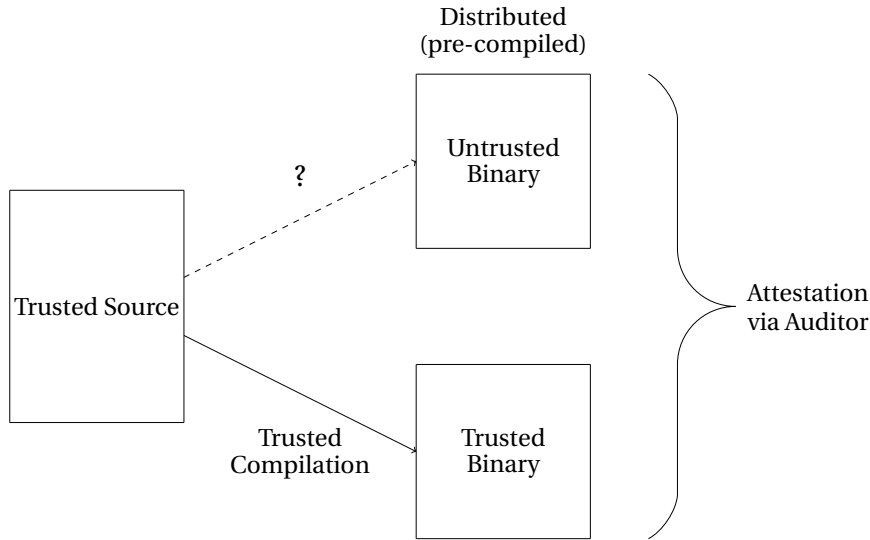 Distributed
(pre-compiled)
Untrusted
Binary
?
Trusted Source
Attestation
via Auditor
Trusted
Compilation
Trusted
Binary